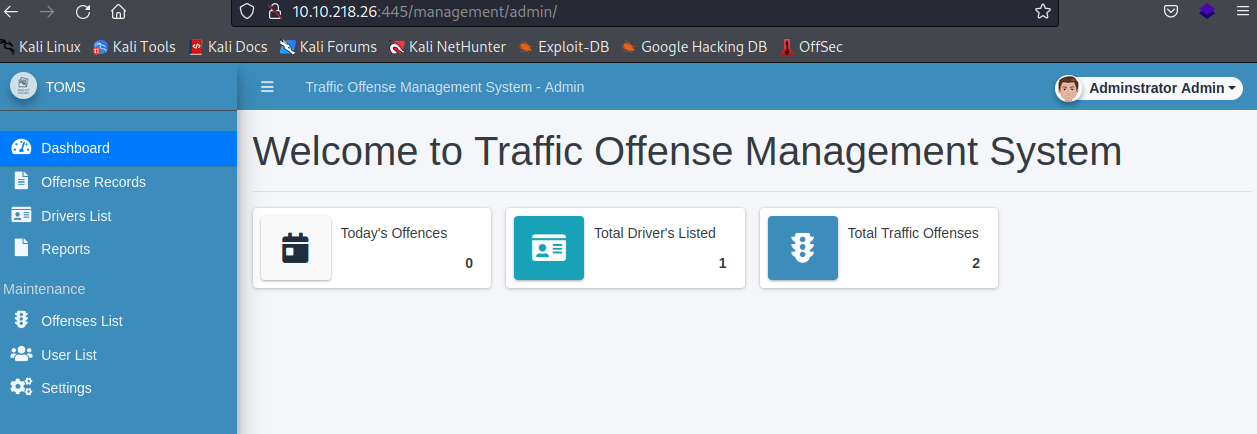 10.10.218.26:445/management/admin/
Kali Linux Kali Tools Kali Docs Kali Forums Kali NetHunter Exploit-DB Google Hacking DB OffSec
TOMS Traffic Offense Management System - Admin Adminstrator Admin
Dashboard
Offense Records
Drivers List
Reports
Maintenance
Offenses List
User List
Settings
Welcome to Traffic Offense Management System
Today's Offences
0
Total Driver's Listed
1
Total Traffic Offenses
2